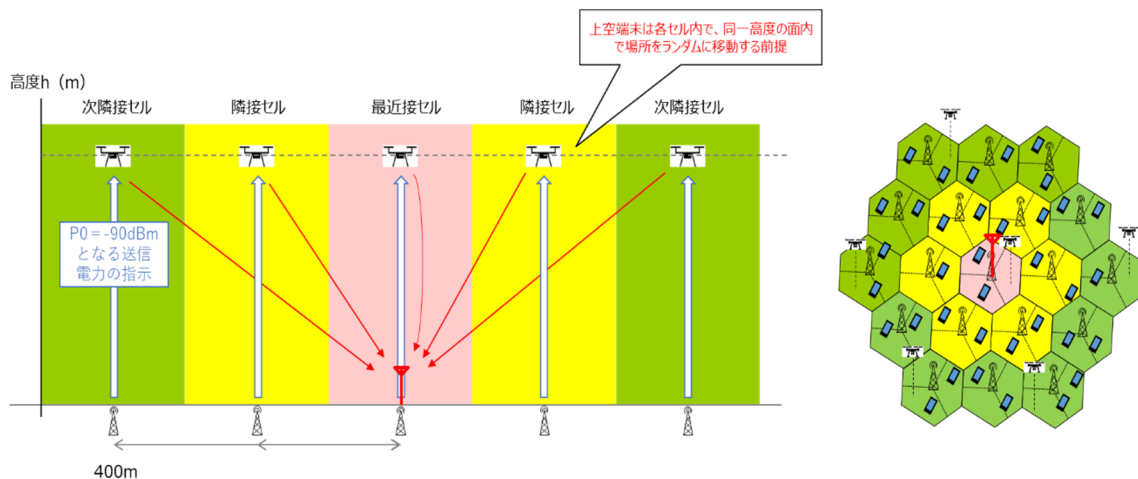 上空端末は各セル内で、同一高度の面内
で場所をランダムに移動する前提
高度h（m）
次隣接セル
隣接セル
最近接セル
隣接セル
次隣接セル
P0＝-90dBm
となる送信
電力の指示
400m